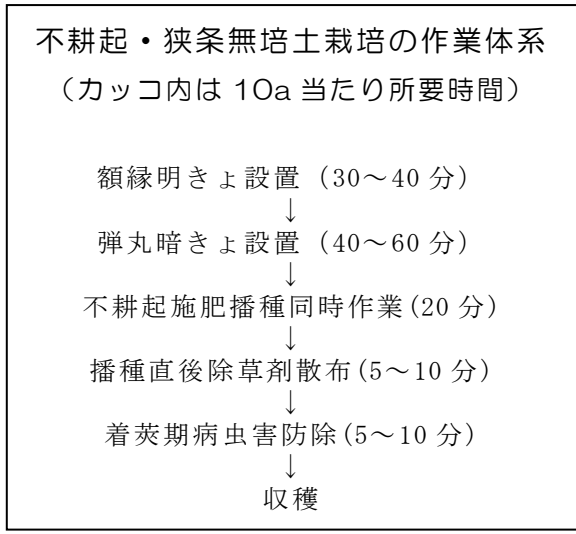 不耕起・狭条無培土栽培の作業体系
（カッコ内は 10a 当たり所要時間）
額縁明きょ設置（30～40 分）
↓
弾丸暗きょ設置（40～60 分）
↓
不耕起施肥播種同時作業(20 分)
↓
播種直後除草剤散布(5～10 分)
↓
着莢期病虫害防除(5～10 分)
↓
収穫